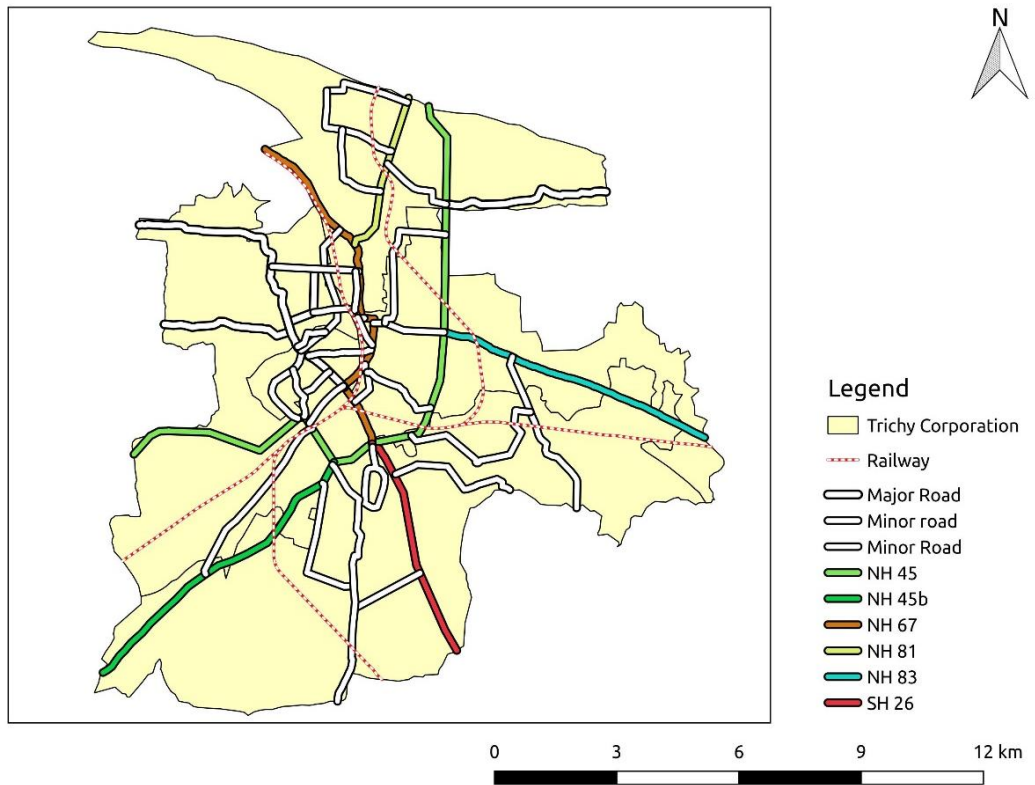 N
Legend
Trichy Corporation
Railway
Major Road
Minor road
Minor Road
NH 45
NH 45b
NH 67
NH 81
NH 83
SH 26
0 3 6 9 12 km